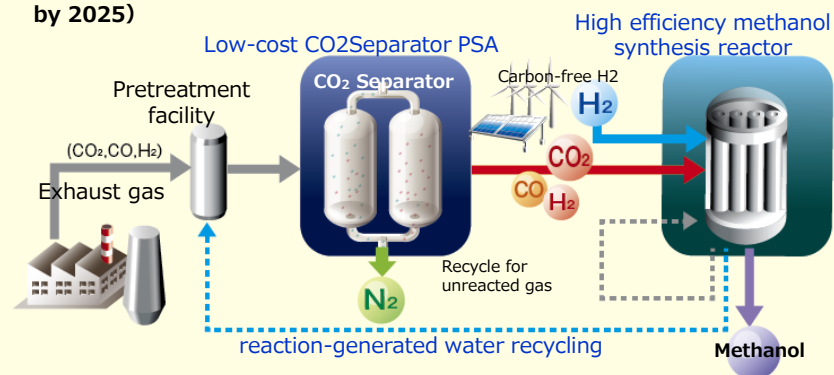 by 2025)
High efficiency methanol
synthesis reactor
Low-cost CO2Separator PSA
CO₂ Separator
Carbon-free H2
H₂
Pretreatment
facility
(CO₂,CO,H₂)
Exhaust gas
CO₂
CO
H₂
Recycle for
unreacted gas
N₂
reaction-generated water recycling
Methanol